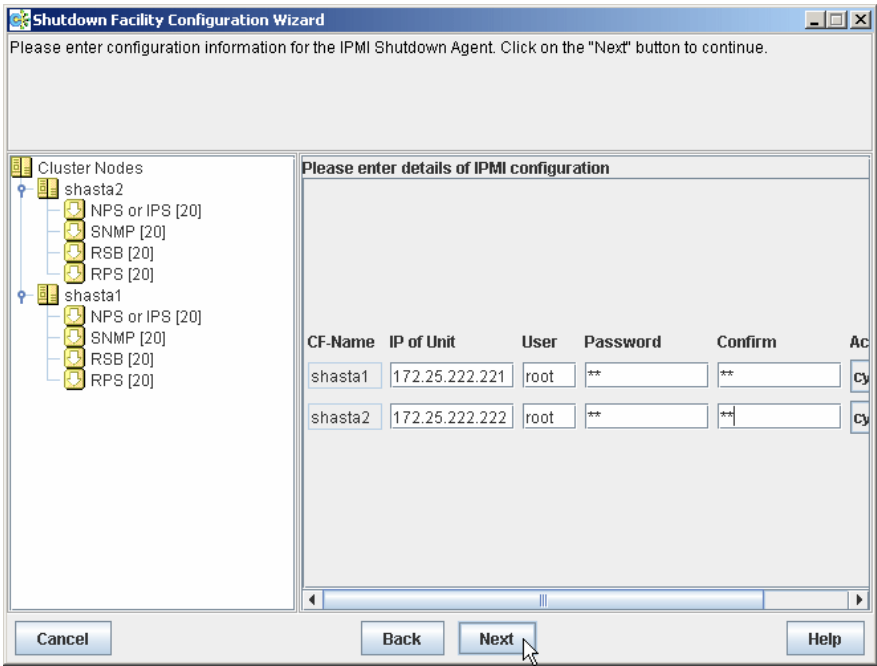 Shutdown Facility Configuration Wizard
Please enter configuration information for the IPMI Shutdown Agent. Click on the "Next" button to continue.
Cluster Nodes
shasta2
NPS or IPS [20]
SNMP [20]
RSB [20]
RPS [20]
shasta1
NPS or IPS [20]
SNMP [20]
RSB [20]
RPS [20]
Please enter details of IPMI configuration
CF-Name IP of Unit User Password Confirm Ac
shasta1 172.25.222.221 root ** ** cy
shasta2 172.25.222.222 root ** ** cy
Cancel Back Next Help